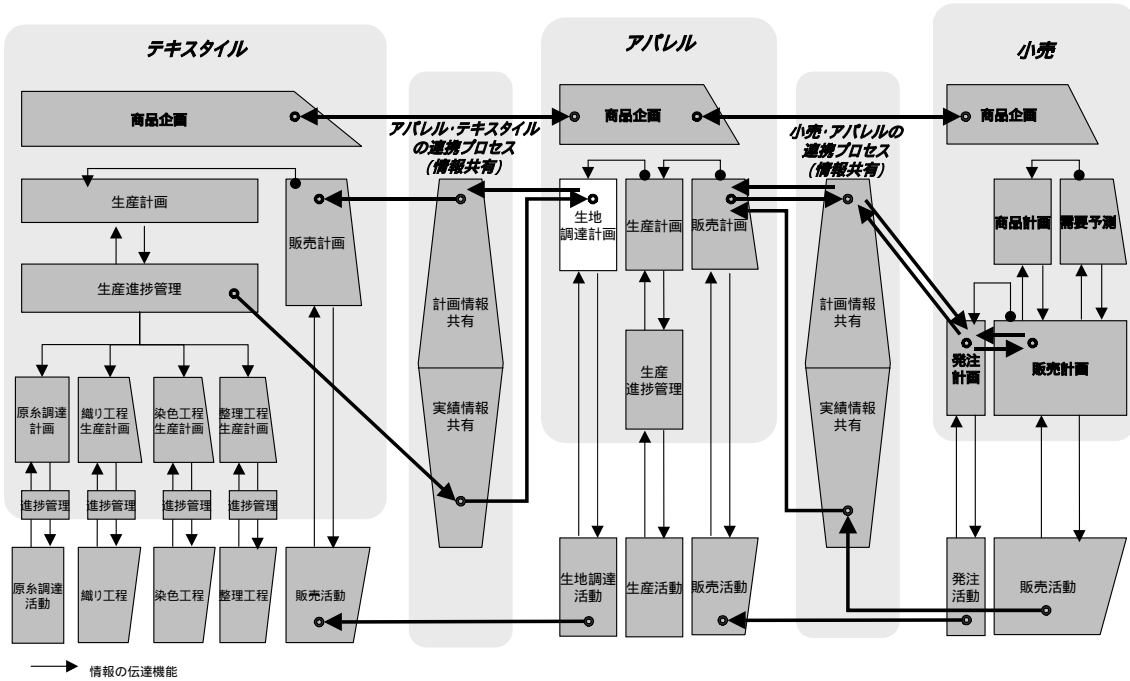 テキスタイル
アパレル
小売
商品企画
商品企画
商品企画
アパレル・テキスタイル
の連携プロセス
(情報共有)
小売・アパレルの
連携プロセス
(情報共有)
生産計画
販売計画
生産進捗管理
生地
調達計画
生産計画
販売計画
商品計画
需要予測
計画情報
共有
計画情報
共有
生産
進捗管理
発注
計画
販売計画
原糸調達
計画
織り工程
生産計画
染色工程
生産計画
整理工程
生産計画
実績情報
共有
実績情報
共有
進捗管理
進捗管理
進捗管理
進捗管理
原糸調達
活動
織り工程
染色工程
整理工程
販売活動
生地調達
活動
生産活動
販売活動
発注
活動
販売活動
情報の伝達機能